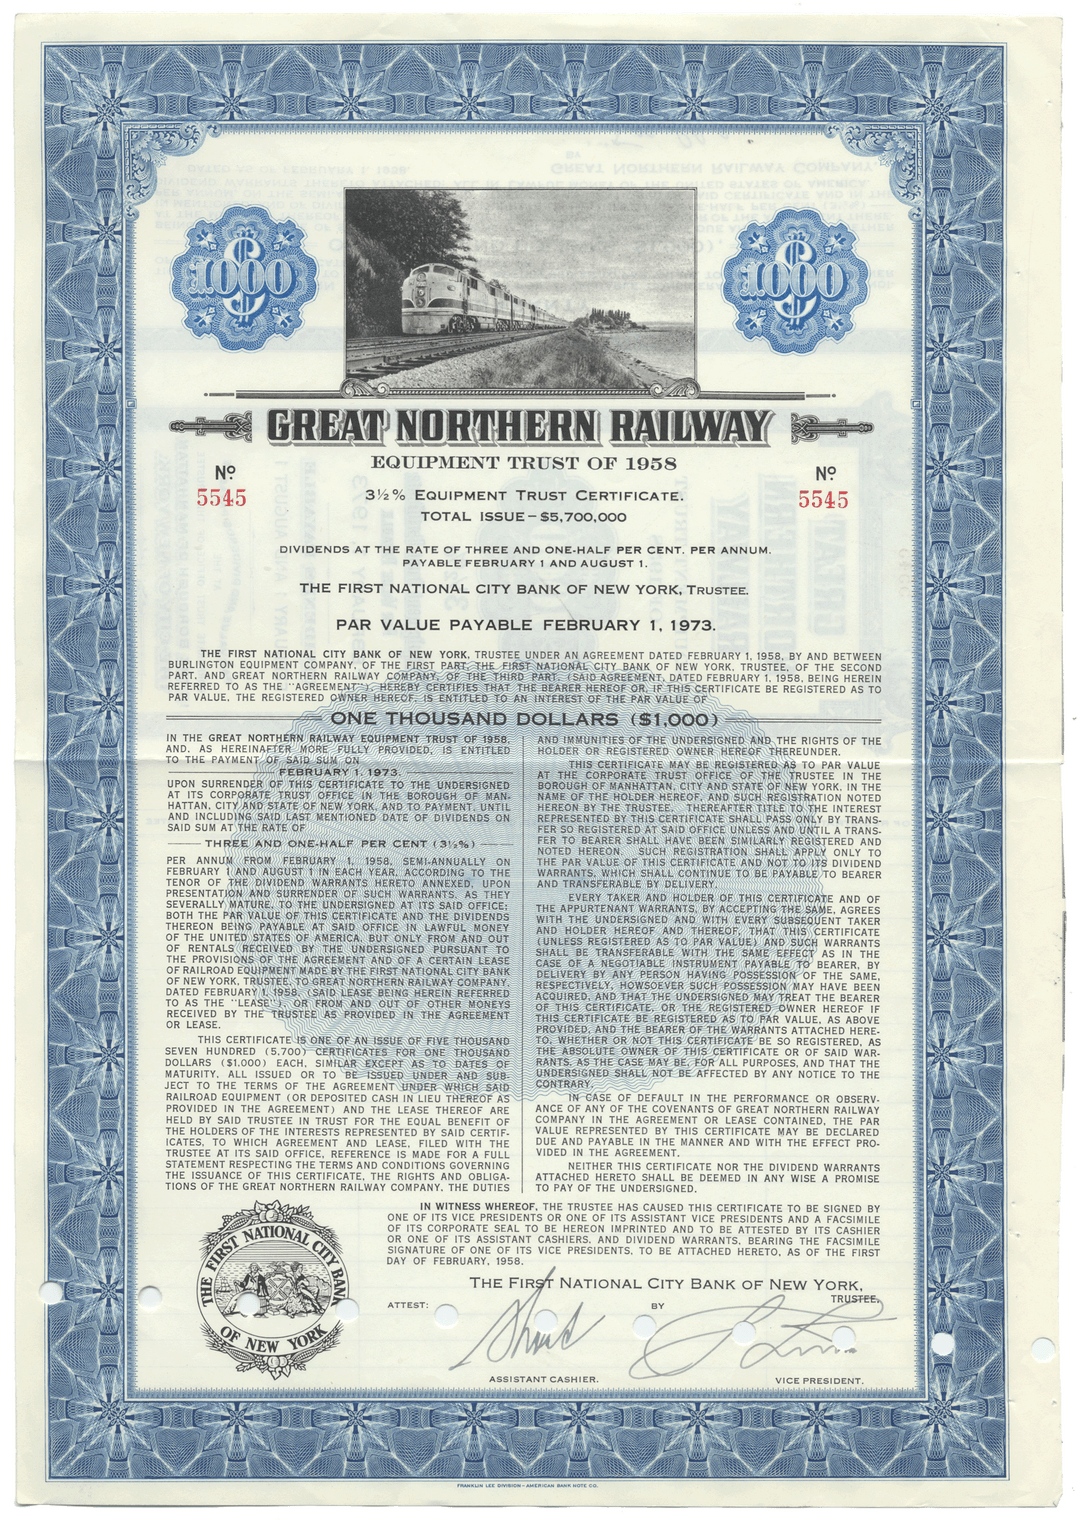 1000
1000
GREAT NORTHERN RAILWAY
EQUIPMENT TRUST OF 1958
Nº. 5545
Nº. 5545
3½% EQUIPMENT TRUST CERTIFICATE.
TOTAL ISSUE – $5,700,000
DIVIDENDS AT THE RATE OF THREE AND ONE-HALF PER CENT. PER ANNUM.
PAYABLE FEBRUARY 1 AND AUGUST 1.
THE FIRST NATIONAL CITY BANK OF NEW YORK, TRUSTEE.
PAR VALUE PAYABLE FEBRUARY 1, 1973.
THE FIRST NATIONAL CITY BANK OF NEW YORK, TRUSTEE UNDER AN AGREEMENT DATED FEBRUARY 1, 1958, BY AND BETWEEN
BURLINGTON EQUIPMENT COMPANY, OF THE FIRST PART, THE FIRST NATIONAL CITY BANK OF NEW YORK, TRUSTEE, OF THE SECOND
PART, AND GREAT NORTHERN RAILWAY COMPANY, OF THE THIRD PART, (SAID AGREEMENT, DATED FEBRUARY 1, 1958, BEING HEREIN
REFERRED TO AS THE "AGREEMENT"), HEREBY CERTIFIES THAT THE BEARER HEREOF OR, IF THIS CERTIFICATE BE REGISTERED AS TO
PAR VALUE, THE REGISTERED OWNER HEREOF, IS ENTITLED TO AN INTEREST OF THE PAR VALUE OF
ONE THOUSAND DOLLARS ($1,000)
IN THE GREAT NORTHERN RAILWAY EQUIPMENT TRUST OF 1958,
AND, AS HEREINAFTER MORE FULLY PROVIDED, IS ENTITLED
TO THE PAYMENT OF SAID SUM ON
FEBRUARY 1, 1973,
UPON SURRENDER OF THIS CERTIFICATE TO THE UNDERSIGNED
AT ITS CORPORATE TRUST OFFICE IN THE BOROUGH OF MAN-
HATTAN, CITY AND STATE OF NEW YORK, AND TO PAYMENT, UNTIL
AND INCLUDING SAID LAST MENTIONED DATE OF DIVIDENDS ON
SAID SUM AT THE RATE OF
THREE AND ONE-HALF PER CENT (3½%)
PER ANNUM FROM FEBRUARY 1, 1958, SEMI-ANNUALLY ON
FEBRUARY 1 AND AUGUST 1 IN EACH YEAR, ACCORDING TO THE
TENOR OF THE DIVIDEND WARRANTS HERETO ANNEXED, UPON
PRESENTATION AND SURRENDER OF SUCH WARRANTS, AS THEY
SEVERALLY MATURE, TO THE UNDERSIGNED AT ITS SAID OFFICE;
BOTH THE PAR VALUE OF THIS CERTIFICATE AND THE DIVIDENDS
THEREON BEING PAYABLE AT SAID OFFICE IN LAWFUL MONEY
OF THE UNITED STATES OF AMERICA, BUT ONLY FROM AND OUT
OF RENTALS RECEIVED BY THE UNDERSIGNED PURSUANT TO
THE PROVISIONS OF THE AGREEMENT AND OF A CERTAIN LEASE
OF RAILROAD EQUIPMENT MADE BY THE FIRST NATIONAL CITY BANK
OF NEW YORK, TRUSTEE, TO GREAT NORTHERN RAILWAY COMPANY,
DATED FEBRUARY 1, 1958, (SAID LEASE BEING HEREIN REFERRED
TO AS THE "LEASE"), OR FROM AND OUT OF OTHER MONEYS
RECEIVED BY THE TRUSTEE AS PROVIDED IN THE AGREEMENT
OR LEASE.
THIS CERTIFICATE IS ONE OF AN ISSUE OF FIVE THOUSAND
SEVEN HUNDRED (5,700) CERTIFICATES FOR ONE THOUSAND
DOLLARS ($1,000) EACH, SIMILAR EXCEPT AS TO DATES OF
MATURITY, ALL ISSUED OR TO BE ISSUED UNDER AND SUB-
JECT TO THE TERMS OF THE AGREEMENT UNDER WHICH SAID
RAILROAD EQUIPMENT (OR DEPOSITED CASH IN LIEU THEREOF AS
PROVIDED IN THE AGREEMENT) AND THE LEASE THEREOF ARE
HELD BY SAID TRUSTEE IN TRUST FOR THE EQUAL BENEFIT OF
THE HOLDERS OF THE INTERESTS REPRESENTED BY SAID CERTIF-
ICATES, TO WHICH AGREEMENT AND LEASE, FILED WITH THE
TRUSTEE AT ITS SAID OFFICE, REFERENCE IS MADE FOR A FULL
STATEMENT RESPECTING THE TERMS AND CONDITIONS GOVERNING
THE ISSUANCE OF THIS CERTIFICATE, THE RIGHTS AND OBLIGA-
TIONS OF THE GREAT NORTHERN RAILWAY COMPANY, THE DUTIES
AND IMMUNITIES OF THE UNDERSIGNED AND THE RIGHTS OF THE
HOLDER OR REGISTERED OWNER HEREOF THEREUNDER.
THIS CERTIFICATE MAY BE REGISTERED AS TO PAR VALUE
AT THE CORPORATE TRUST OFFICE OF THE TRUSTEE IN THE
BOROUGH OF MANHATTAN, CITY AND STATE OF NEW YORK, IN THE
NAME OF THE HOLDER HEREOF, AND SUCH REGISTRATION NOTED
HEREON BY THE TRUSTEE. THEREAFTER TITLE TO THE INTEREST
REPRESENTED BY THIS CERTIFICATE SHALL PASS ONLY BY TRANS-
FER SO REGISTERED AT SAID OFFICE UNLESS AND UNTIL A TRANS-
FER TO BEARER SHALL HAVE BEEN SIMILARLY REGISTERED AND
NOTED HEREON. SUCH REGISTRATION SHALL APPLY ONLY TO
THE PAR VALUE OF THIS CERTIFICATE AND NOT TO ITS DIVIDEND
WARRANTS, WHICH SHALL CONTINUE TO BE PAYABLE TO BEARER
AND TRANSFERABLE BY DELIVERY.
EVERY TAKER AND HOLDER OF THIS CERTIFICATE AND OF
THE APPURTENANT WARRANTS, BY ACCEPTING THE SAME, AGREES
WITH THE UNDERSIGNED AND WITH EVERY SUBSEQUENT TAKER
AND HOLDER HEREOF AND THEREOF, THAT THIS CERTIFICATE
(UNLESS REGISTERED AS TO PAR VALUE) AND SUCH WARRANTS
SHALL BE TRANSFERABLE WITH THE SAME EFFECT AS IN THE
CASE OF A NEGOTIABLE INSTRUMENT PAYABLE TO BEARER, BY
DELIVERY BY ANY PERSON HAVING POSSESSION OF THE SAME,
RESPECTIVELY, HOWSOEVER SUCH POSSESSION MAY HAVE BEEN
ACQUIRED, AND THAT THE UNDERSIGNED MAY TREAT THE BEARER
OF THIS CERTIFICATE, OR THE REGISTERED OWNER HEREOF IF
THIS CERTIFICATE BE REGISTERED AS TO PAR VALUE, AS ABOVE
PROVIDED, AND THE BEARER OF THE WARRANTS ATTACHED HERE-
TO, WHETHER OR NOT THIS CERTIFICATE BE SO REGISTERED, AS
THE ABSOLUTE OWNER OF THIS CERTIFICATE OR OF SAID WAR-
RANTS, AS THE CASE MAY BE, FOR ALL PURPOSES, AND THAT THE
UNDERSIGNED SHALL NOT BE AFFECTED BY ANY NOTICE TO THE
CONTRARY.
IN CASE OF DEFAULT IN THE PERFORMANCE OR OBSERV-
ANCE OF ANY OF THE COVENANTS OF GREAT NORTHERN RAILWAY
COMPANY IN THE AGREEMENT OR LEASE CONTAINED, THE PAR
VALUE REPRESENTED BY THIS CERTIFICATE MAY BE DECLARED
DUE AND PAYABLE IN THE MANNER AND WITH THE EFFECT PRO-
VIDED IN THE AGREEMENT.
NEITHER THIS CERTIFICATE NOR THE DIVIDEND WARRANTS
ATTACHED HERETO SHALL BE DEEMED IN ANY WISE A PROMISE
TO PAY OF THE UNDERSIGNED.
IN WITNESS WHEREOF, THE TRUSTEE HAS CAUSED THIS CERTIFICATE TO BE SIGNED BY
ONE OF ITS VICE PRESIDENTS OR ONE OF ITS ASSISTANT VICE PRESIDENTS AND A FACSIMILE
OF ITS CORPORATE SEAL TO BE HEREON IMPRINTED AND TO BE ATTESTED BY ITS CASHIER
OR ONE OF ITS ASSISTANT CASHIERS, AND DIVIDEND WARRANTS, BEARING THE FACSIMILE
SIGNATURE OF ONE OF ITS VICE PRESIDENTS, TO BE ATTACHED HERETO, AS OF THE FIRST
DAY OF FEBRUARY, 1958.
THE FIRST NATIONAL CITY BANK OF NEW YORK
THE FIRST NATIONAL CITY BANK OF NEW YORK,
TRUSTEE,
ATTEST:
BY
ASSISTANT CASHIER.
VICE PRESIDENT.
FRANKLIN LEE DIVISION – AMERICAN BANK NOTE CO.